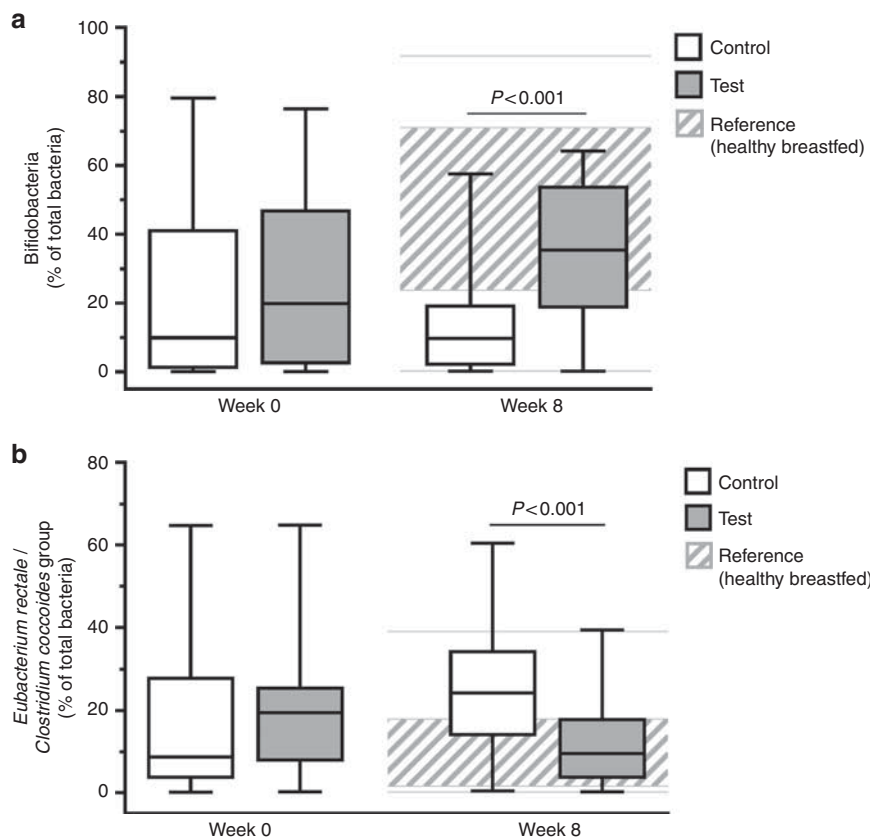 a
100
80
60
40
20
0
Bifidobacteria
(% of total bacteria)
P<0.001
Control
Test
Reference
(healthy breastfed)
Week 0
Week 8
b
80
60
40
20
0
Eubacterium rectale /
Clostridium coccoides group
(% of total bacteria)
P<0.001
Control
Test
Reference
(healthy breastfed)
Week 0
Week 8